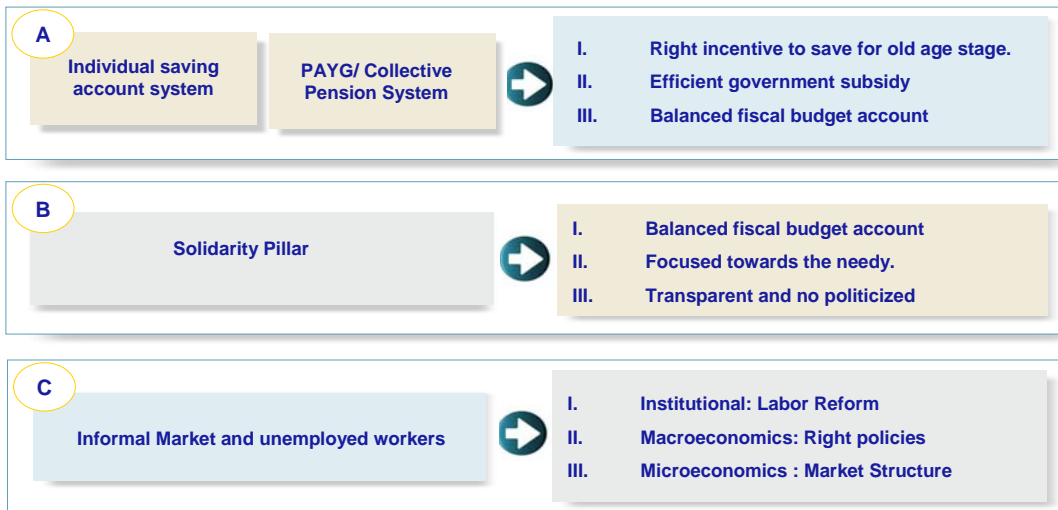 A
Individual saving
account system
PAYG/ Collective
Pension System
I. Right incentive to save for old age stage.
II. Efficient government subsidy
III. Balanced fiscal budget account
B
Solidarity Pillar
I. Balanced fiscal budget account
II. Focused towards the needy.
III. Transparent and no politicized
C
Informal Market and unemployed workers
I. Institutional: Labor Reform
II. Macroeconomics: Right policies
III. Microeconomics : Market Structure